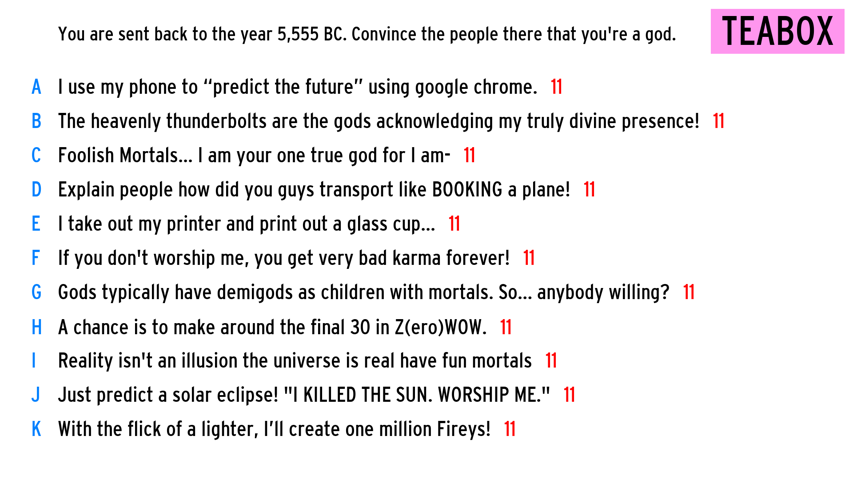 You are sent back to the year 5,555 BC. Convince the people there that you're a god.
TEABOX
A I use my phone to “predict the future” using google chrome. 11
B The heavenly thunderbolts are the gods acknowledging my truly divine presence! 11
C Foolish Mortals... I am your one true god for I am- 11
D Explain people how did you guys transport like BOOKING a plane! 11
E I take out my printer and print out a glass cup... 11
F If you don't worship me, you get very bad karma forever! 11
G Gods typically have demigods as children with mortals. So... anybody willing? 11
H A chance is to make around the final 30 in Z(ero)WOW. 11
I Reality isn't an illusion the universe is real have fun mortals 11
J Just predict a solar eclipse! "I KILLED THE SUN. WORSHIP ME." 11
K With the flick of a lighter, I’ll create one million Fireys! 11